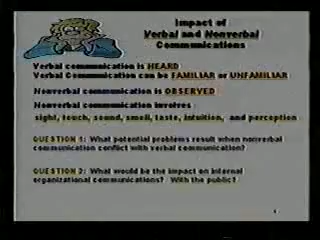 Impact of
Verbal and Nonverbal
Communications
Verbal communication is HEARD
Verbal Communication can be FAMILIAR or UNFAMILIAR
Nonverbal communication is OBSERVED
Nonverbal communication involves
sight, touch, sound, smell, taste, intuition, and perception
QUESTION 1: What potential problems result when nonverbal
communication conflict with verbal communication?
QUESTION 2: What would be the impact on internal
organizational communications? With the public?